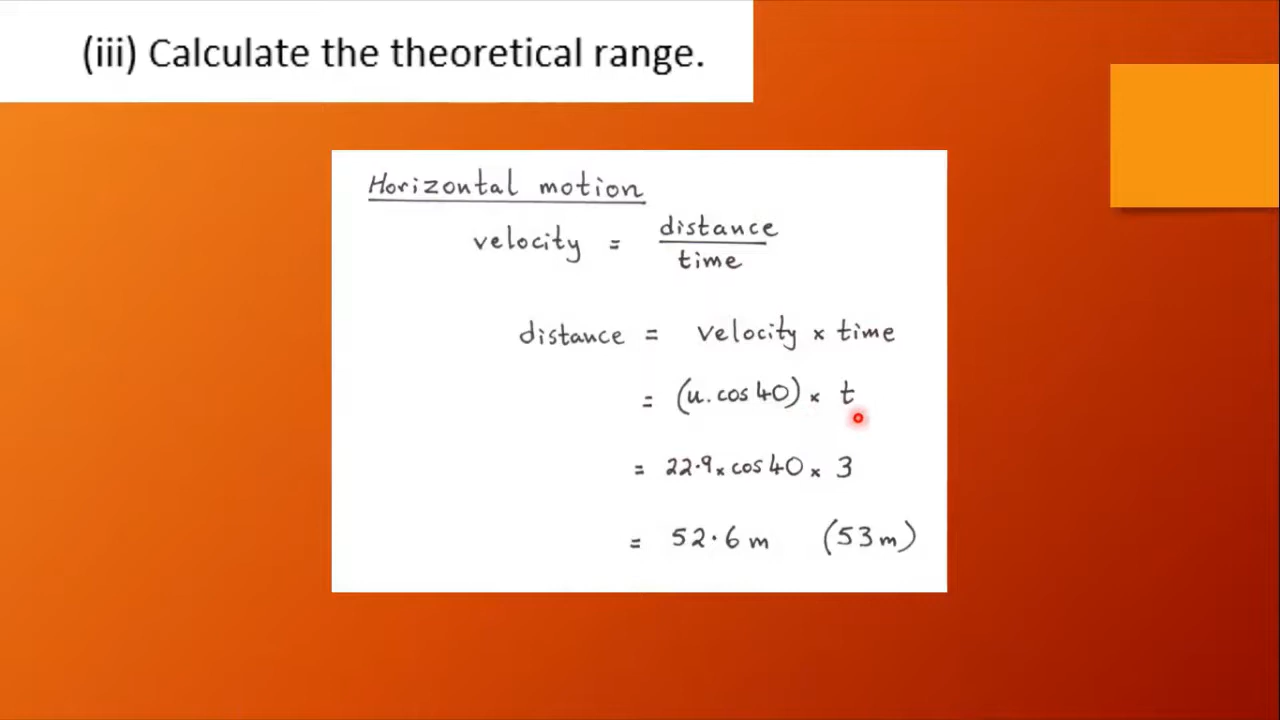 (iii) Calculate the theoretical range.
Horizontal motion
velocity = distance
time
distance = velocity × time
= (u. cos 40) × t
= 22·9 × cos 40 × 3
= 52·6 m (53 m)